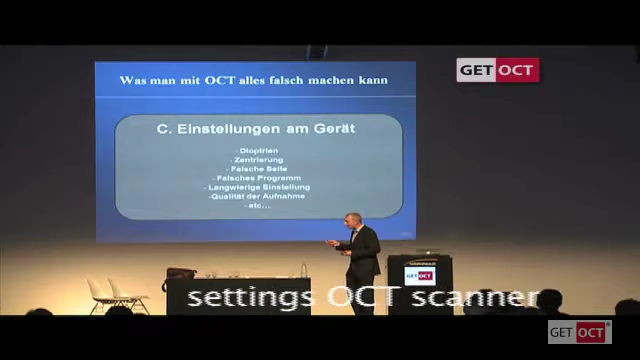 GET OCT
Was man mit OCT alles falsch machen kann
C. Einstellungen am Gerät
- Dioptrien
- Zentrierung
- Falsche Seite
- Falsches Programm
- Langwierige Einstellung
-Qualität der Aufnahme
- etc...
GET OCT
settings OCT scanner
GET OCT®